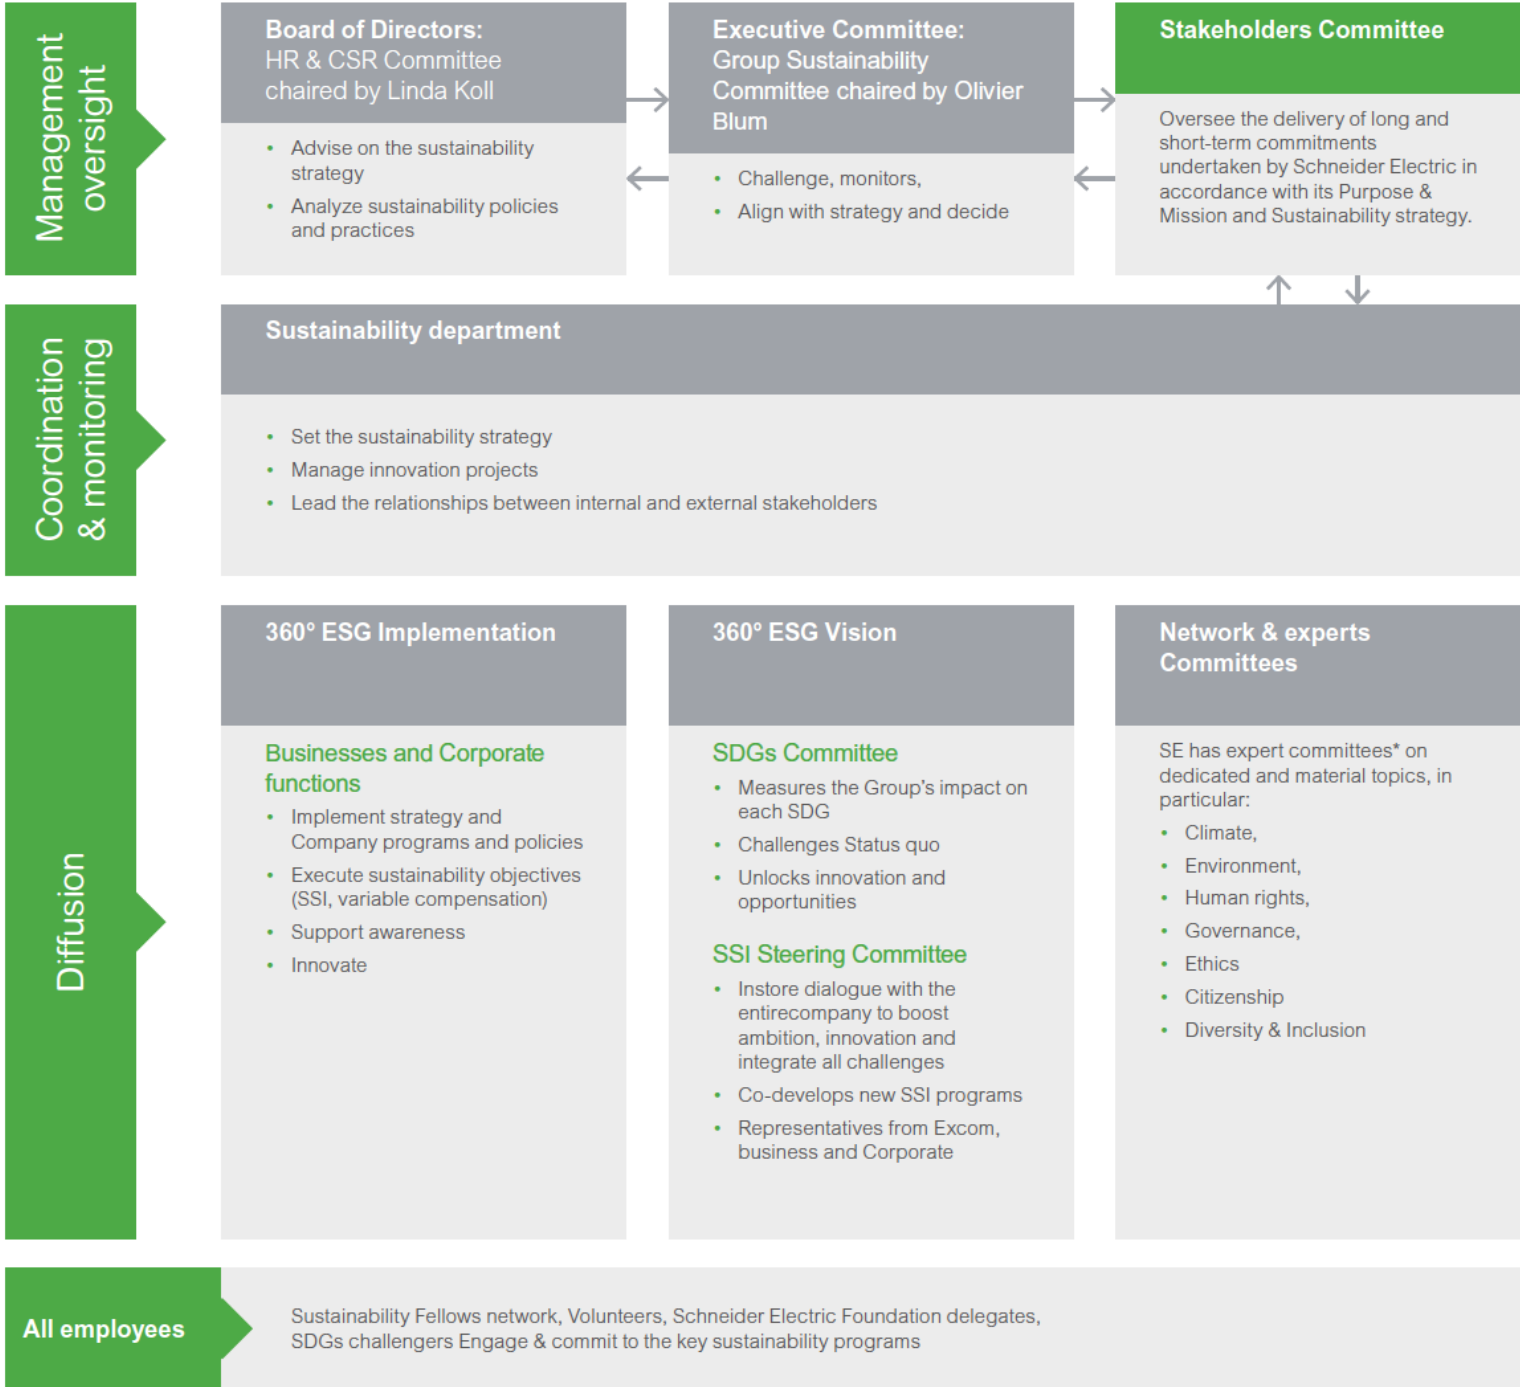 Management
oversight
Board of Directors:
HR & CSR Committee
chaired by Linda Koll
• Advise on the sustainability
strategy
• Analyze sustainability policies
and practices
Executive Committee:
Group Sustainability
Committee chaired by Olivier
Blum
• Challenge, monitors,
• Align with strategy and decide
Stakeholders Committee
Oversee the delivery of long and
short-term commitments
undertaken by Schneider Electric in
accordance with its Purpose &
Mission and Sustainability strategy.
Coordination
& monitoring
Sustainability department
• Set the sustainability strategy
• Manage innovation projects
• Lead the relationships between internal and external stakeholders
Diffusion
360° ESG Implementation
Businesses and Corporate
functions
• Implement strategy and
Company programs and policies
• Execute sustainability objectives
(SSI, variable compensation)
• Support awareness
• Innovate
360° ESG Vision
SDGs Committee
• Measures the Group's impact on
each SDG
• Challenges Status quo
• Unlocks innovation and
opportunities
SSI Steering Committee
• Instore dialogue with the
entirecompany to boost
ambition, innovation and
integrate all challenges
• Co-develops new SSI programs
• Representatives from Excom,
business and Corporate
Network & experts
Committees
SE has expert committees* on
dedicated and material topics, in
particular:
• Climate,
• Environment,
• Human rights,
• Governance,
• Ethics
• Citizenship
• Diversity & Inclusion
All employees
Sustainability Fellows network, Volunteers, Schneider Electric Foundation delegates,
SDGs challengers Engage & commit to the key sustainability programs